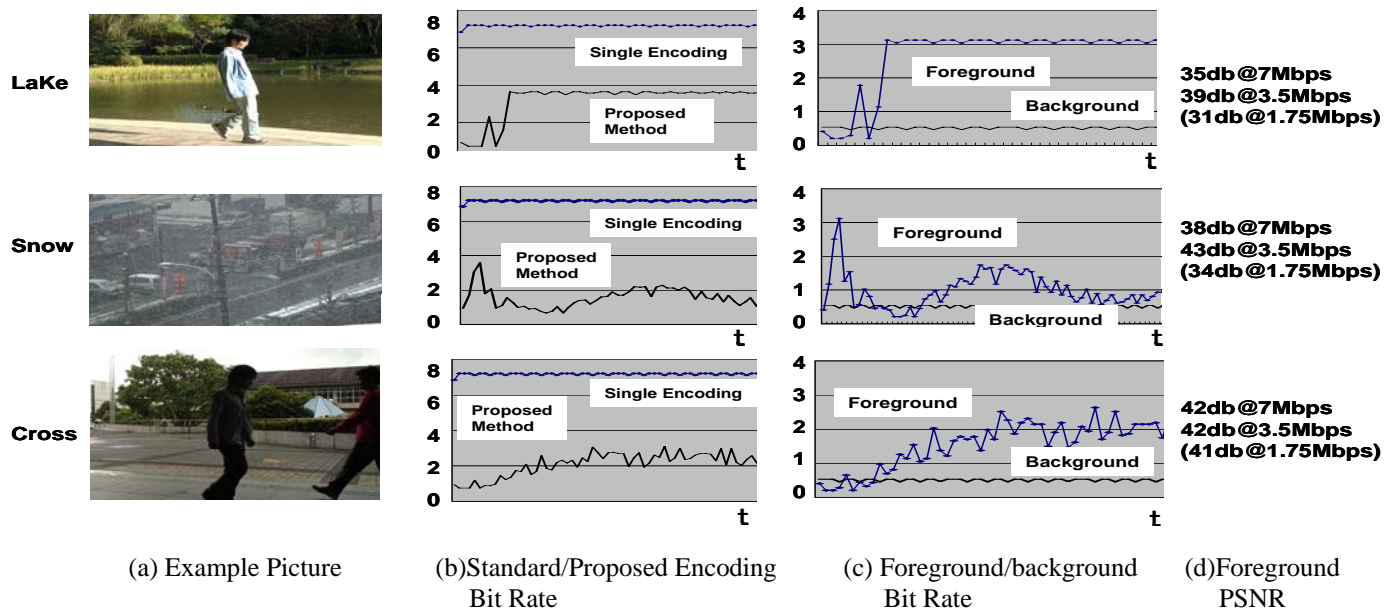 LaKe
8
6
4
2
0
Single Encoding
Proposed
Method
t
4
3
2
1
0
Foreground
Background
t
35db@7Mbps
39db@3.5Mbps
(31db@1.75Mbps)
Snow
8
6
4
2
0
Single Encoding
Proposed
Method
t
4
3
2
1
0
Foreground
Background
t
38db@7Mbps
43db@3.5Mbps
(34db@1.75Mbps)
Cross
8
6
4
2
0
Single Encoding
Proposed
Method
t
4
3
2
1
0
Foreground
Background
t
42db@7Mbps
42db@3.5Mbps
(41db@1.75Mbps)
(a) Example Picture
(b)Standard/Proposed Encoding
Bit Rate
(c) Foreground/background
Bit Rate
(d)Foreground
PSNR